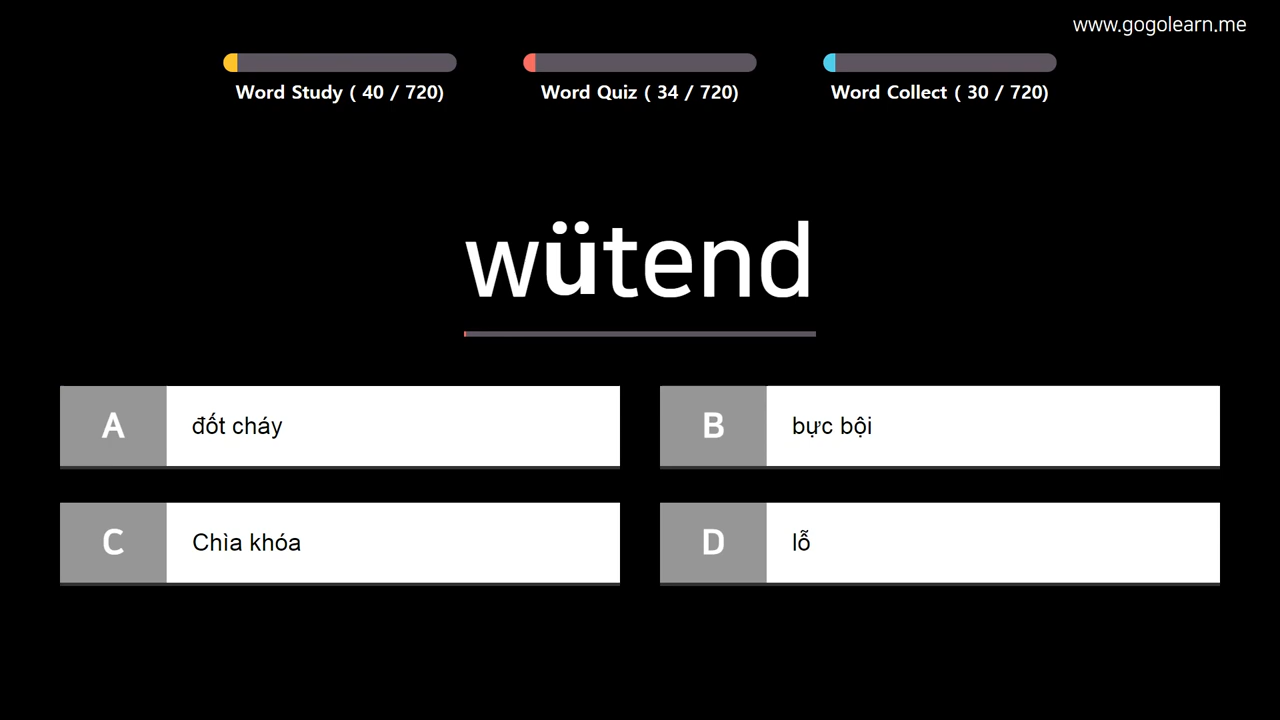 www.gogolearn.me
Word Study ( 40 / 720)
Word Quiz ( 34 / 720)
Word Collect ( 30 / 720)
wütend
A đốt cháy
B bực bội
C Chìa khóa
D lỗ